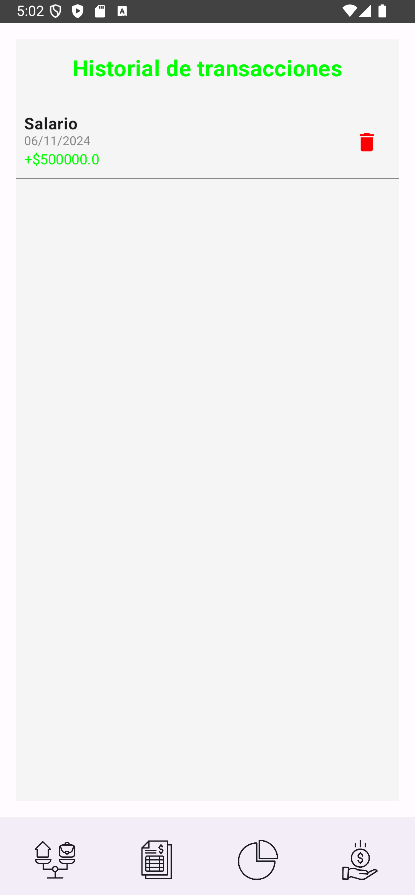 5:02
Historial de transacciones
Salario
06/11/2024
+$500000.0